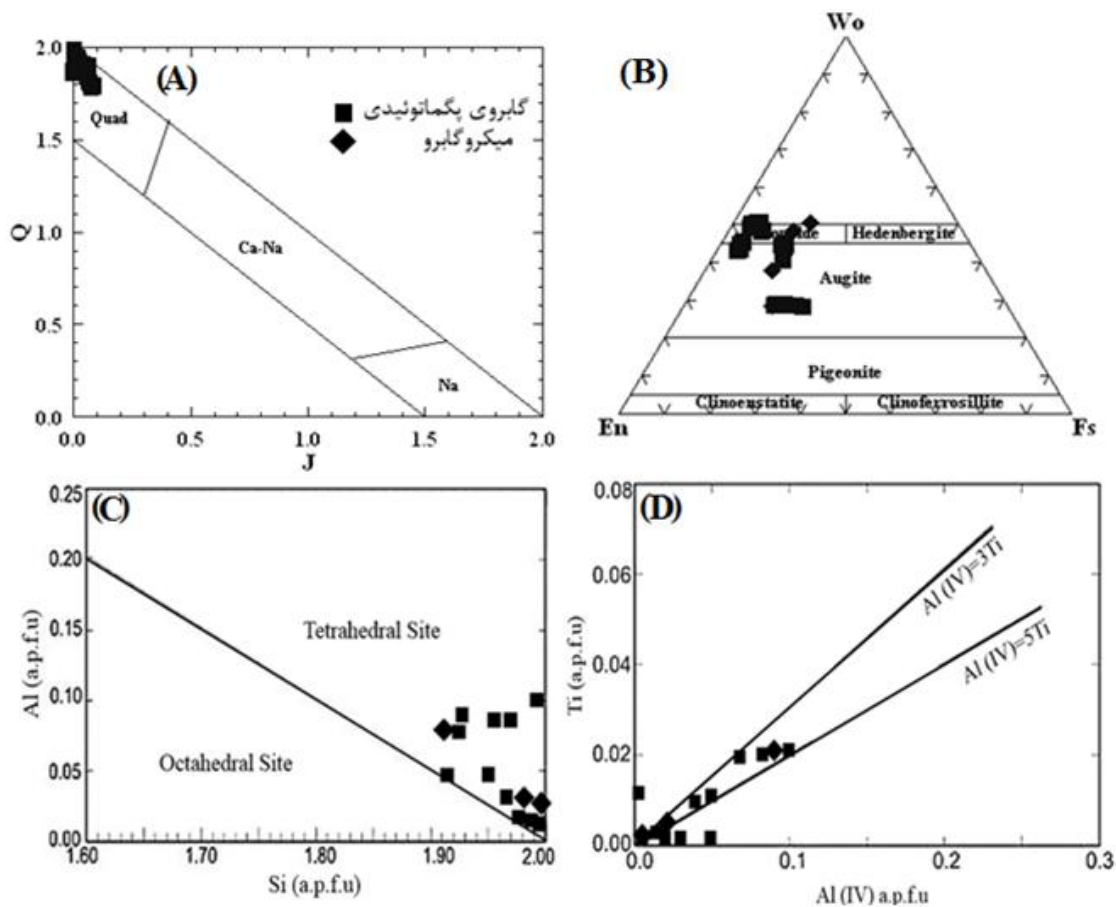 (A)
2.0
1.5
1.0
0.5
0.0
Q
Quad
Ca-Na
Na
گابروی پگماتوئیدی
میکروگابرو
0.0 0.5 1.0 1.5 2.0
J
(B)
Wo
Hedenbergite
Augite
Pigeonite
Clinoenstatite Clinoferrosillite
En Fs
(C)
0.25
0.20
0.15
0.10
0.05
0.00
Al (a.p.f.u)
Tetrahedral Site
Octahedral Site
1.60 1.70 1.80 1.90 2.00
Si (a.p.f.u)
(D)
0.08
0.06
0.04
0.02
0.00
Ti (a.p.f.u)
Al (IV)=3Ti
Al (IV)=5Ti
0.0 0.1 0.2 0.3
Al (IV) a.p.f.u